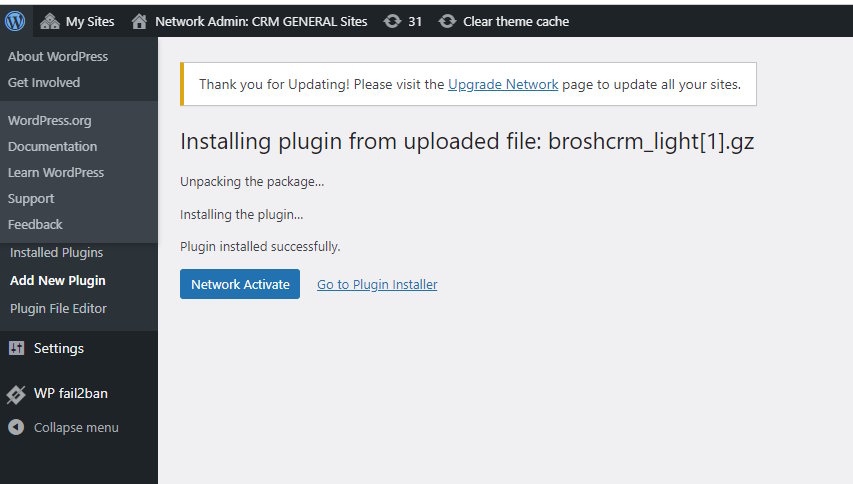 My Sites Network Admin: CRM GENERAL Sites 31 Clear theme cache
About WordPress
Get Involved
WordPress.org
Documentation
Learn WordPress
Support
Feedback
Installed Plugins
Add New Plugin
Plugin File Editor
Settings
WP fail2ban
Collapse menu
Thank you for Updating! Please visit the Upgrade Network page to update all your sites.
Installing plugin from uploaded file: broshcrm_light[1].gz
Unpacking the package...
Installing the plugin...
Plugin installed successfully.
Network Activate Go to Plugin Installer